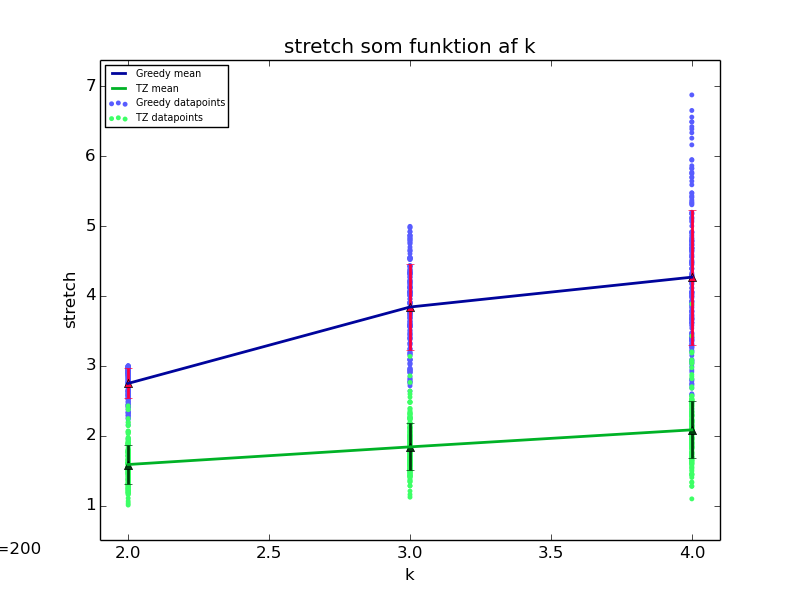 stretch som funktion af k
Greedy mean
TZ mean
Greedy datapoints
TZ datapoints
7
6
5
4
3
2
1
stretch
2.0 2.5 3.0 3.5 4.0
k
=200